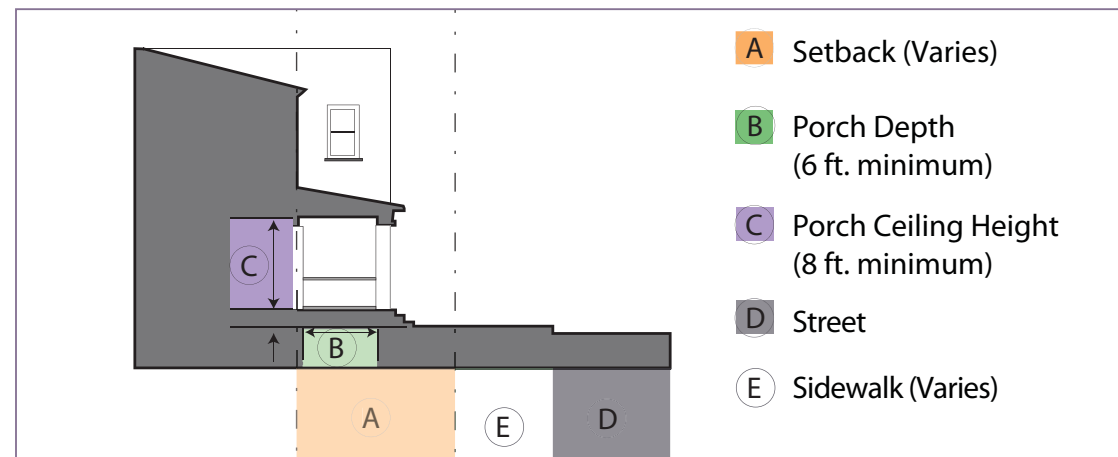 A Setback (Varies)
B Porch Depth
(6 ft. minimum)
C Porch Ceiling Height
(8 ft. minimum)
D Street
E Sidewalk (Varies)
C
B
A
E
D